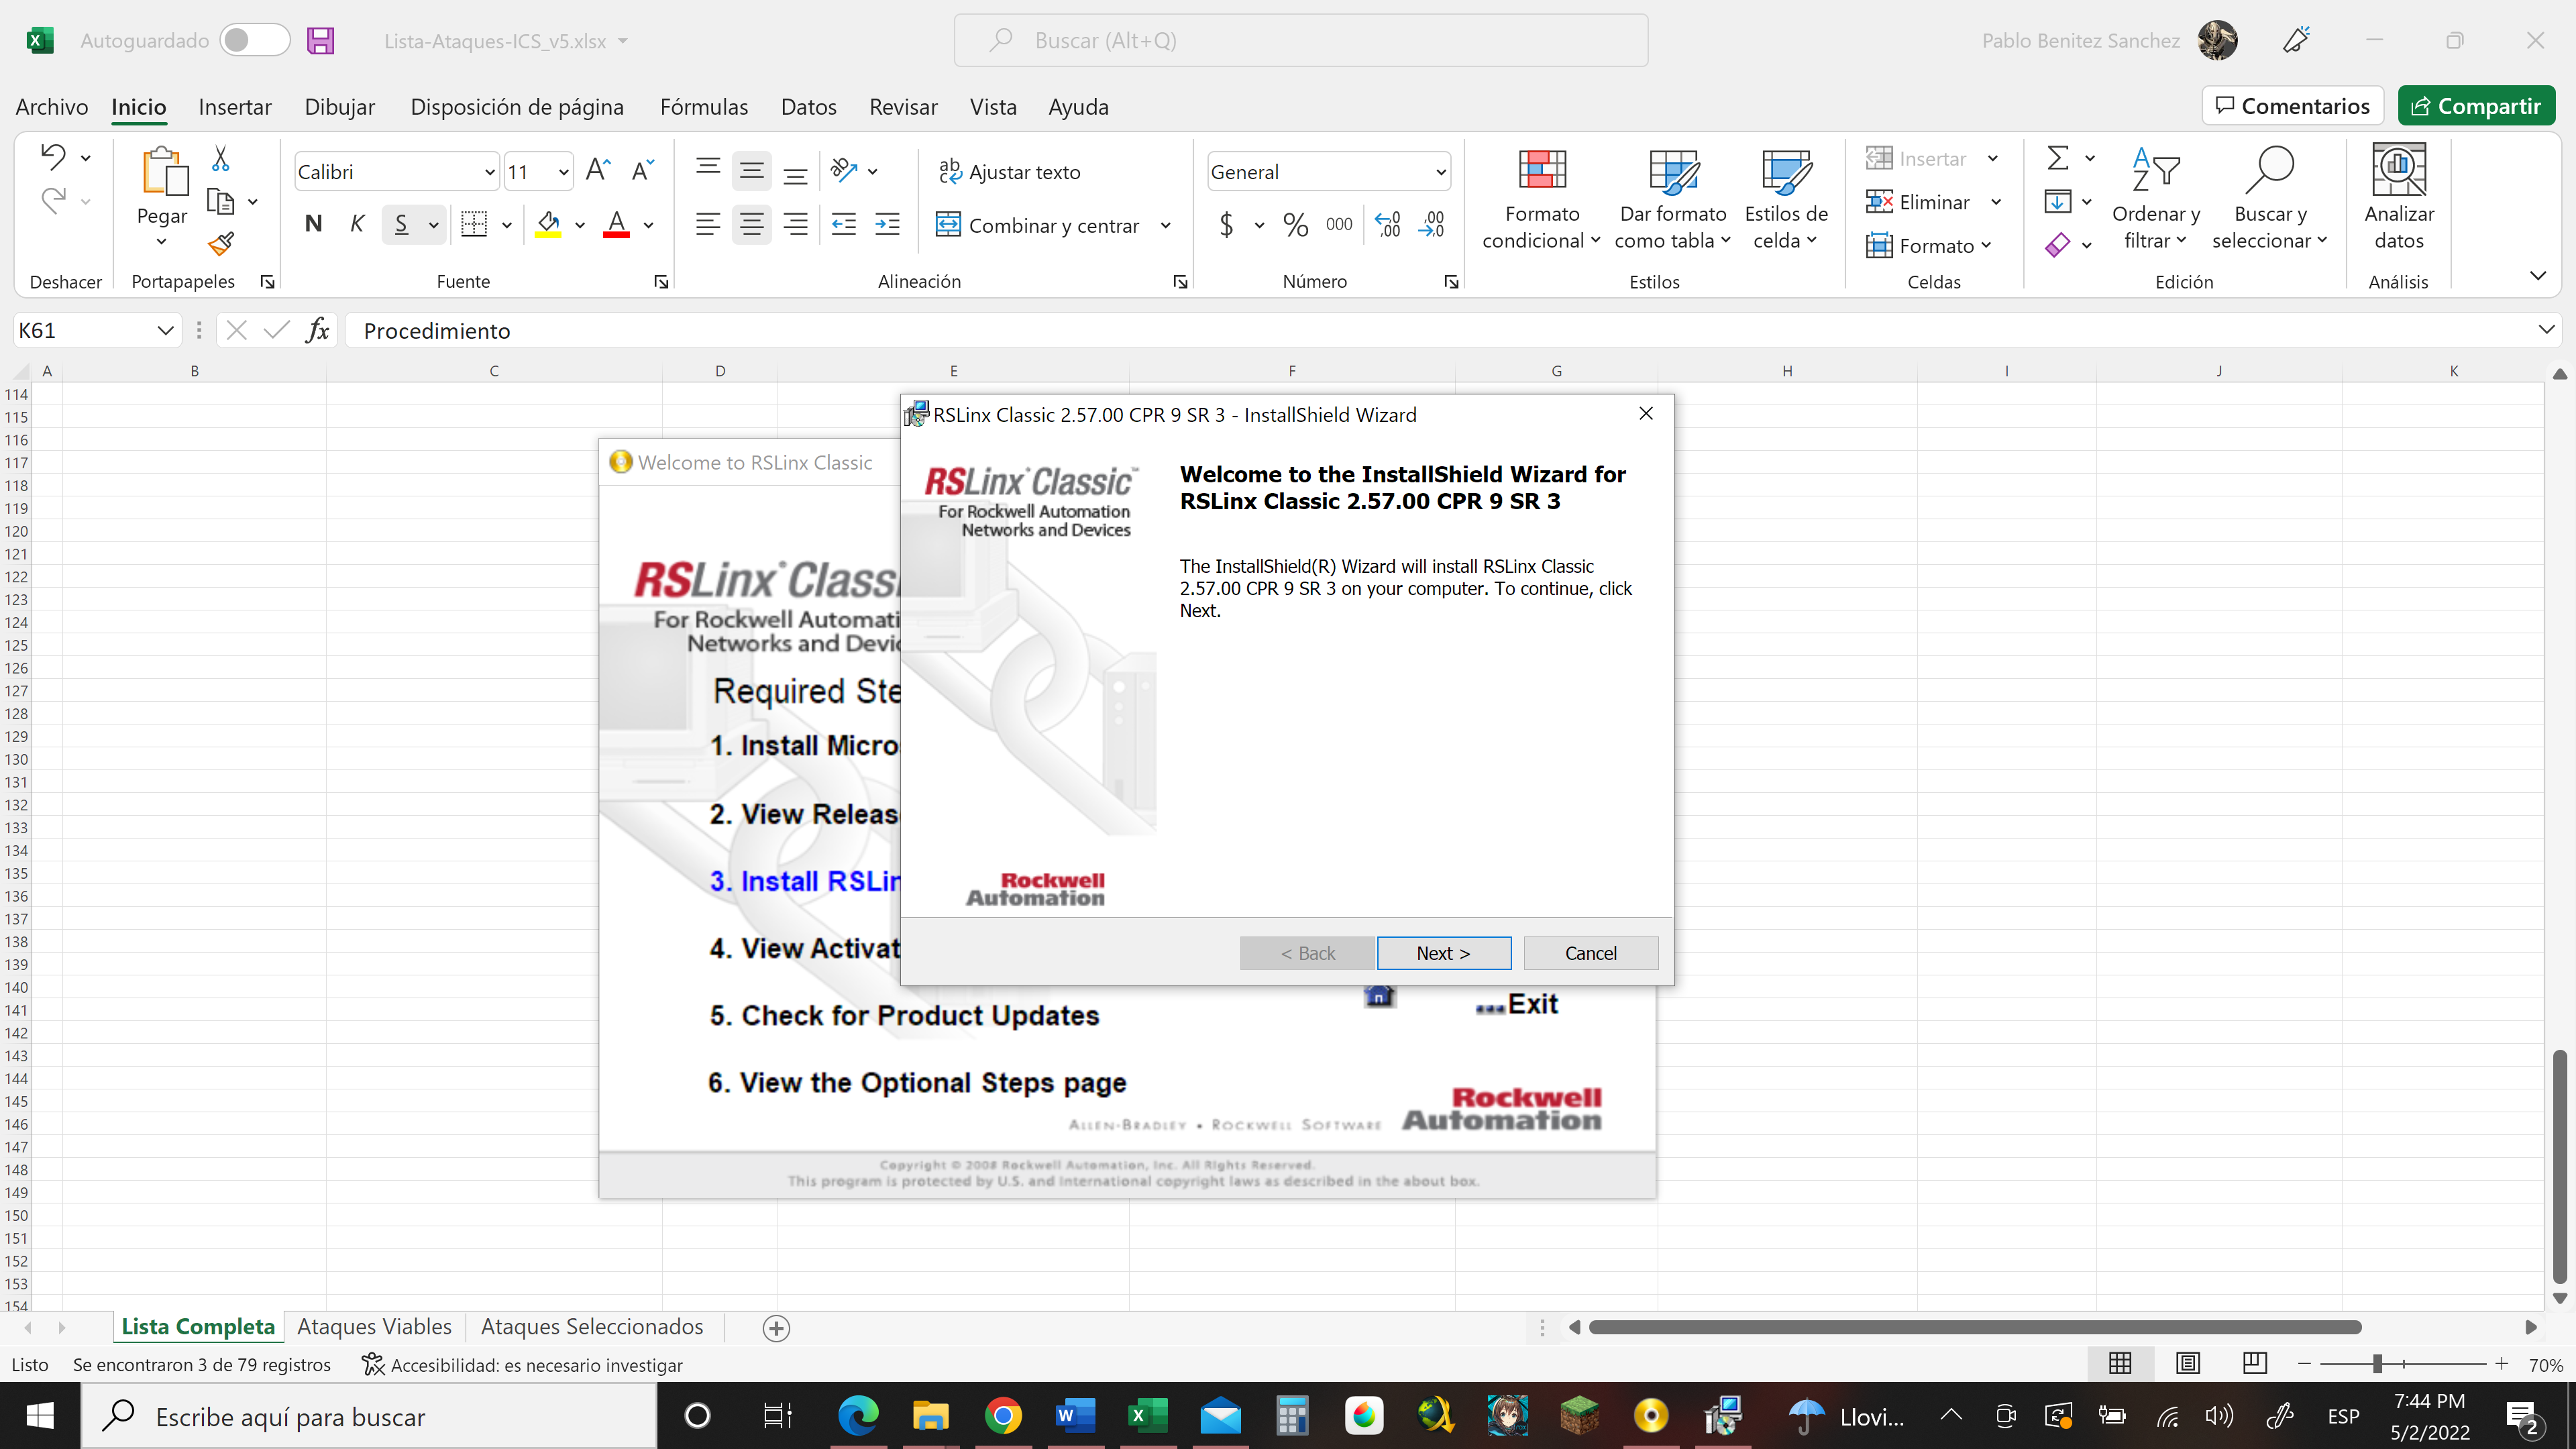 Autoguardado
Lista-Ataques-ICS_v5.xlsx
Buscar (Alt+Q)
Pablo Benitez Sanchez
Archivo Inicio Insertar Dibujar Disposición de página Fórmulas Datos Revisar Vista Ayuda
Comentarios
Compartir
Pegar
Calibri
11
Ajustar texto
Combinar y centrar
General
$ % 000
Formato condicional
Dar formato como tabla
Estilos de celda
Insertar
Eliminar
Formato
Ordenar y filtrar
Buscar y seleccionar
Analizar datos
Deshacer Portapapeles Fuente Alineación Número Estilos Celdas Edición Análisis
K61
fx
Procedimiento
A B C D E F G H I J K
114
115
116
117
118
119
120
121
122
123
124
125
126
127
128
129
130
131
132
133
134
135
136
137
138
139
140
141
142
143
144
145
146
147
148
149
150
151
152
153
154
Welcome to RSLinx Classic
For Rockwell Automati
Networks and Devic
Required Ste
1. Install Micro
2. View Releas
3. Install RSLin
4. View Activat
5. Check for Product Updates
6. View the Optional Steps page
...Exit
ALLEN-BRADLEY • ROCKWELL SOFTWARE
Rockwell
Automation
Copyright © 2008 Rockwell Automation, Inc. All Rights Reserved.
This program is protected by U.S. and International copyright laws as described in the about box.
RSLinx Classic 2.57.00 CPR 9 SR 3 - InstallShield Wizard
RSLinx Classic™
For Rockwell Automation
Networks and Devices
Welcome to the InstallShield Wizard for
RSLinx Classic 2.57.00 CPR 9 SR 3
The InstallShield(R) Wizard will install RSLinx Classic
2.57.00 CPR 9 SR 3 on your computer. To continue, click
Next.
Rockwell
Automation
< Back
Next >
Cancel
Lista Completa
Ataques Viables
Ataques Seleccionados
Listo
Se encontraron 3 de 79 registros
Accesibilidad: es necesario investigar
70%
Escribe aquí para buscar
Llovi...
ESP
7:44 PM
5/2/2022
2